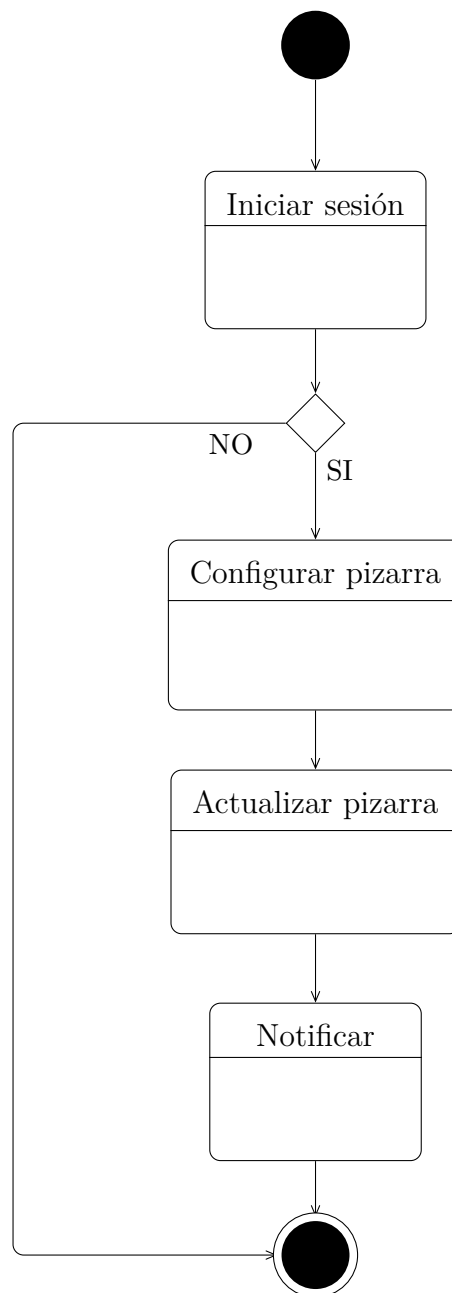 Iniciar sesión
NO
SI
Configurar pizarra
Actualizar pizarra
Notificar